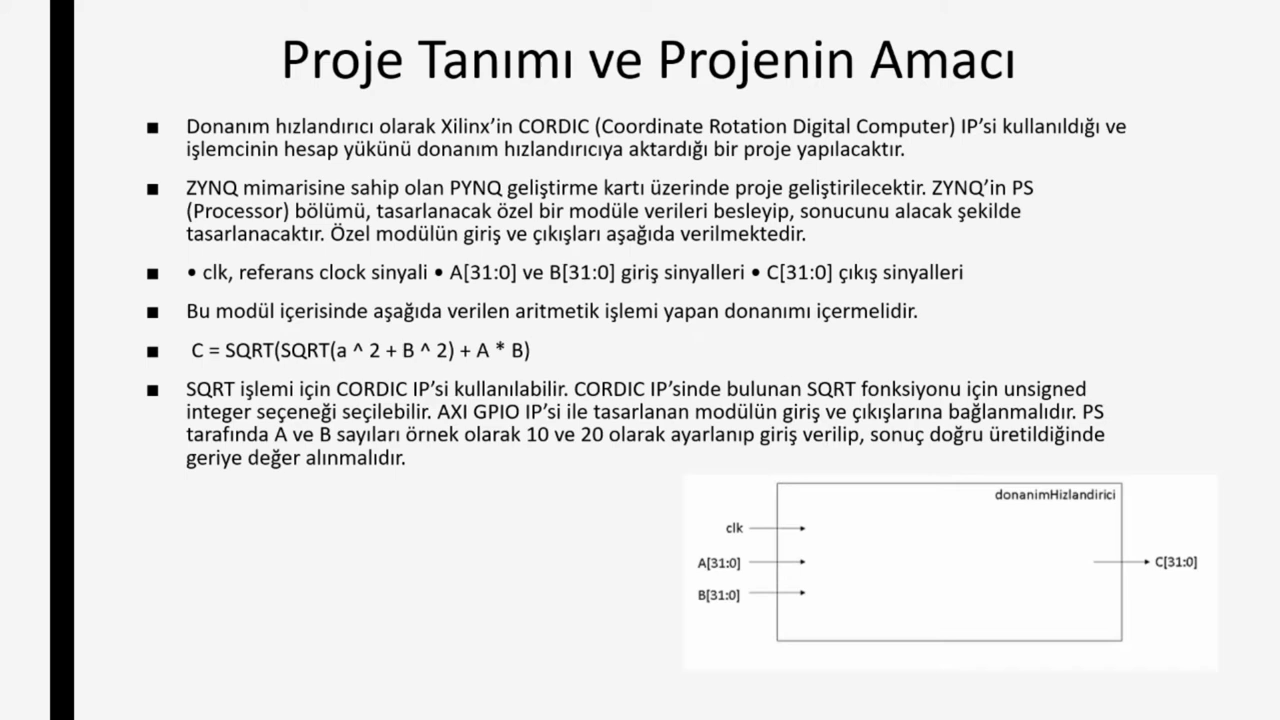 Proje Tanımı ve Projenin Amacı
■ Donanım hızlandırıcı olarak Xilinx’in CORDIC (Coordinate Rotation Digital Computer) IP’si kullanıldığı ve
işlemcinin hesap yükünü donanım hızlandırıcıya aktardığı bir proje yapılacaktır.
■ ZYNQ mimarisine sahip olan PYNQ geliştirme kartı üzerinde proje geliştirilecektir. ZYNQ’in PS
(Processor) bölümü, tasarlanacak özel bir modüle verileri besleyip, sonucunu alacak şekilde
tasarlanacaktır. Özel modülün giriş ve çıkışları aşağıda verilmektedir.
■ • clk, referans clock sinyali • A[31:0] ve B[31:0] giriş sinyalleri • C[31:0] çıkış sinyalleri
■ Bu modül içerisinde aşağıda verilen aritmetik işlemi yapan donanımı içermelidir.
■ C = SQRT(SQRT(a ^ 2 + B ^ 2) + A * B)
■ SQRT işlemi için CORDIC IP’si kullanılabilir. CORDIC IP’sinde bulunan SQRT fonksiyonu için unsigned
integer seçeneği seçilebilir. AXI GPIO IP’si ile tasarlanan modülün giriş ve çıkışlarına bağlanmalıdır. PS
tarafında A ve B sayıları örnek olarak 10 ve 20 olarak ayarlanıp giriş verilip, sonuç doğru üretildiğinde
geriye değer alınmalıdır.
donanimHizlandirici
clk
A[31:0]
C[31:0]
B[31:0]